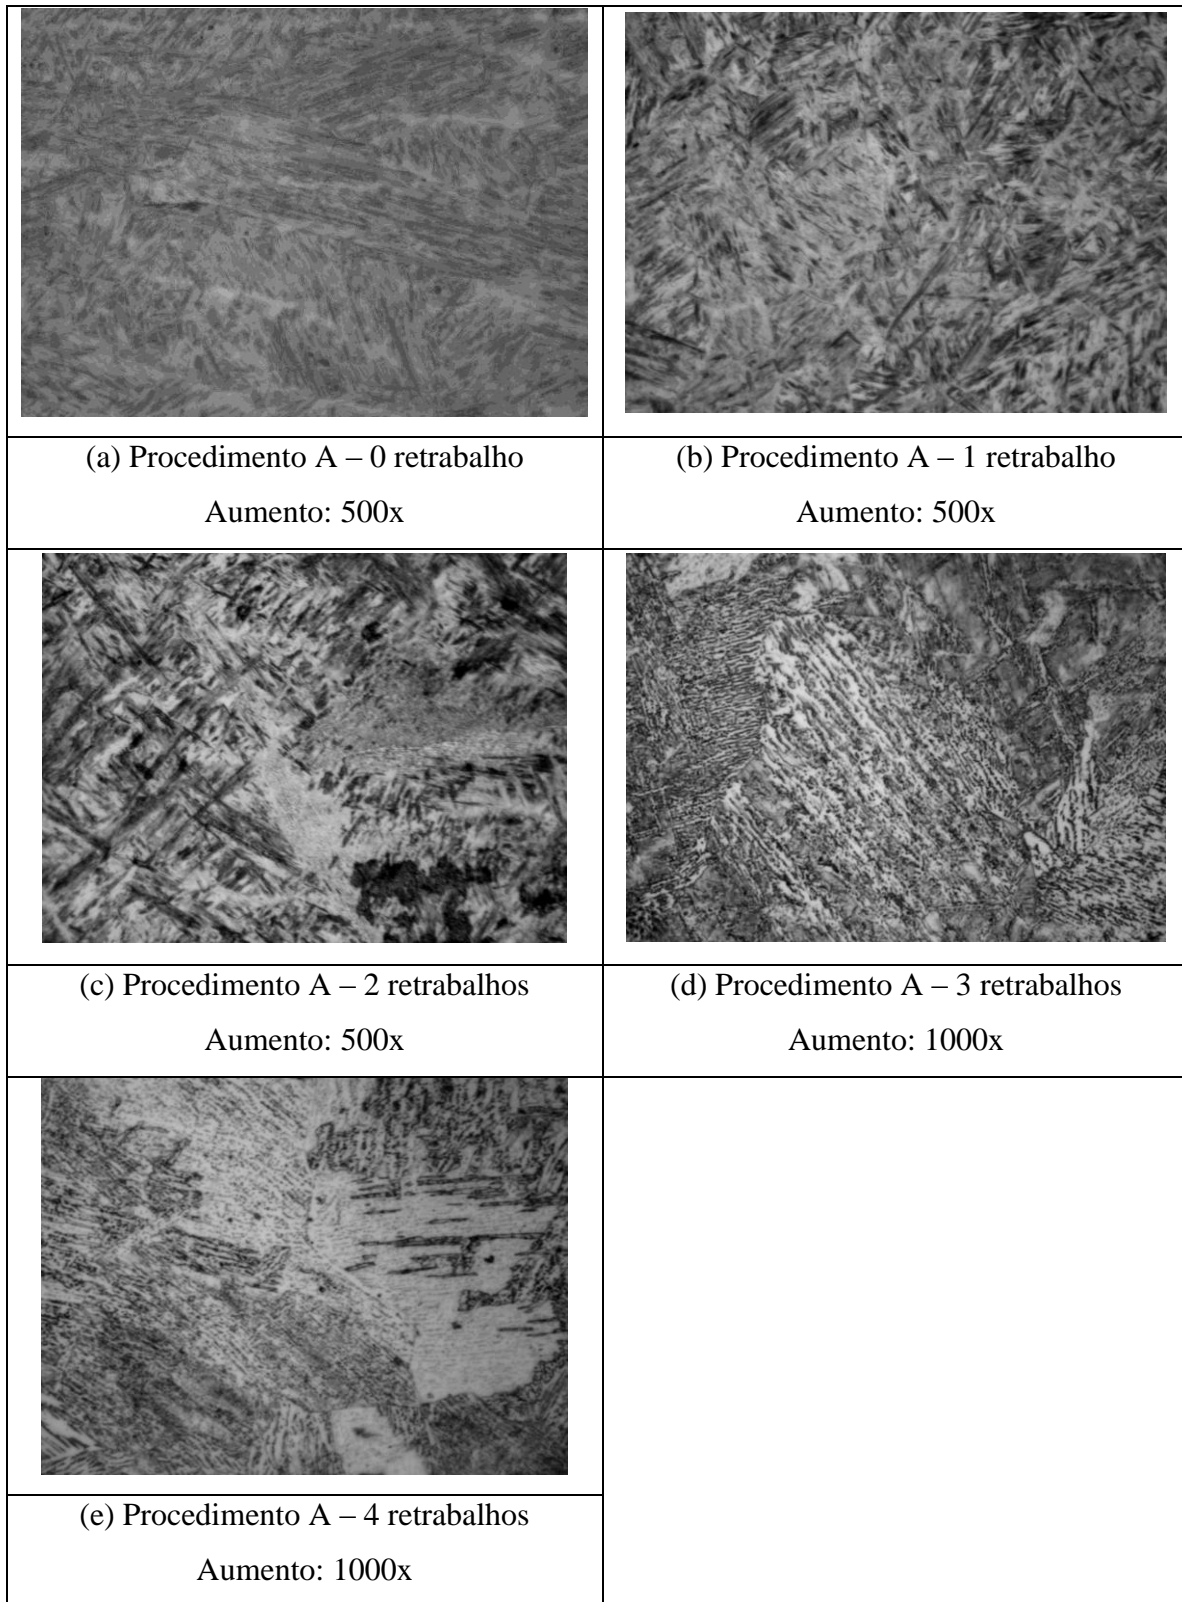 (a) Procedimento A – 0 retrabalho
Aumento: 500x
(b) Procedimento A – 1 retrabalho
Aumento: 500x
(c) Procedimento A – 2 retrabalhos
Aumento: 500x
(d) Procedimento A – 3 retrabalhos
Aumento: 1000x
(e) Procedimento A – 4 retrabalhos
Aumento: 1000x